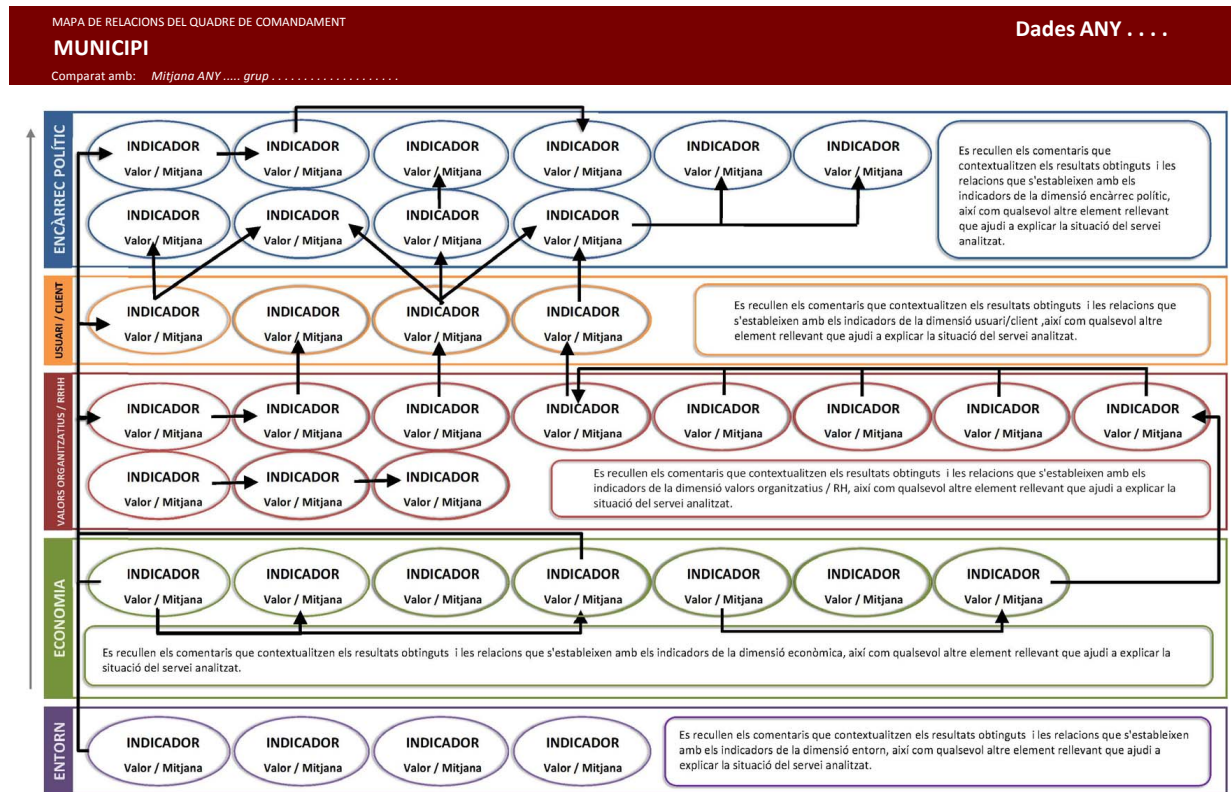 MAPA DE RELACIONS DEL QUADRE DE COMANDAMENT
MUNICIPI
Comparat amb: Mitjana ANY ..... grup . . . . . . . . . . . . . . . . . . . .
Dades ANY . . . .
ENCÀRREC POLÍTIC
INDICADOR INDICADOR INDICADOR INDICADOR INDICADOR INDICADOR
Valor / Mitjana Valor / Mitjana Valor / Mitjana Valor / Mitjana Valor / Mitjana Valor / Mitjana
INDICADOR INDICADOR INDICADOR INDICADOR
Valor / Mitjana Valor / Mitjana Valor / Mitjana Valor / Mitjana
Es recullen els comentaris que
contextualitzen els resultats obtinguts i les
relacions que s'estableixen amb els
indicadors de la dimensió encàrrec polític,
així com qualsevol altre element rellevant
que ajudi a explicar la situació del servei
analitzat.
USUARI / CLIENT
INDICADOR INDICADOR INDICADOR INDICADOR
Valor / Mitjana Valor / Mitjana Valor / Mitjana Valor / Mitjana
Es recullen els comentaris que contextualitzen els resultats obtinguts i les relacions que
s'estableixen amb els indicadors de la dimensió usuari/client ,així com qualsevol altre
element rellevant que ajudi a explicar la situació del servei analitzat.
VALORS ORGANITZATIUS / RRHH
INDICADOR INDICADOR INDICADOR INDICADOR INDICADOR INDICADOR INDICADOR INDICADOR
Valor / Mitjana Valor / Mitjana Valor / Mitjana Valor / Mitjana Valor / Mitjana Valor / Mitjana Valor / Mitjana Valor / Mitjana
INDICADOR INDICADOR INDICADOR
Valor / Mitjana Valor / Mitjana Valor / Mitjana
Es recullen els comentaris que contextualitzen els resultats obtinguts i les relacions que s'estableixen amb els
indicadors de la dimensió valors organitzatius / RH, així com qualsevol altre element rellevant que ajudi a explicar la
situació del servei analitzat.
ECONOMIA
INDICADOR INDICADOR INDICADOR INDICADOR INDICADOR INDICADOR INDICADOR
Valor / Mitjana Valor / Mitjana Valor / Mitjana Valor / Mitjana Valor / Mitjana Valor / Mitjana Valor / Mitjana
Es recullen els comentaris que contextualitzen els resultats obtinguts i les relacions que s'estableixen amb els indicadors de la dimensió econòmica, així com qualsevol altre element rellevant que ajudi a explicar la
situació del servei analitzat.
ENTORN
INDICADOR INDICADOR INDICADOR INDICADOR
Valor / Mitjana Valor / Mitjana Valor / Mitjana Valor / Mitjana
Es recullen els comentaris que contextualitzen els resultats obtinguts i les relacions que s'estableixen
amb els indicadors de la dimensió entorn, així com qualsevol altre element rellevant que ajudi a
explicar la situació del servei analitzat.